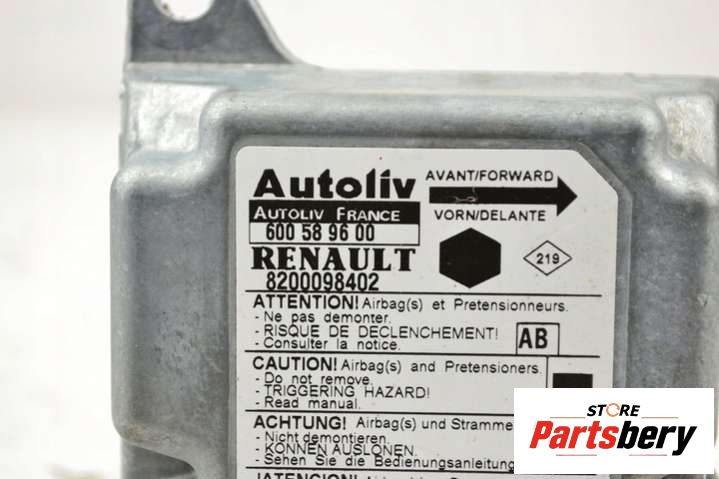 Autoliv
AUTOLIV FRANCE
600 58 96 00
RENAULT
8200098402
AVANT/FORWARD
VORN/DELANTE
219
ATTENTION! Airbag(s) et Pretensionneurs.
- Ne pas demonter.
- RISQUE DE DECLENCHEMENT!
- Consulter la notice.
AB
CAUTION! Airbag(s) and Pretensioners.
- Do not remove.
- TRIGGERING HAZARD!
- Read manual.
ACHTUNG! Airbag(s) und Stramme
- Nicht demontieren.
- KONNEN AUSLONEN.
- Sehen Sie die Bedienungsanleitung
STORE
Partsbery